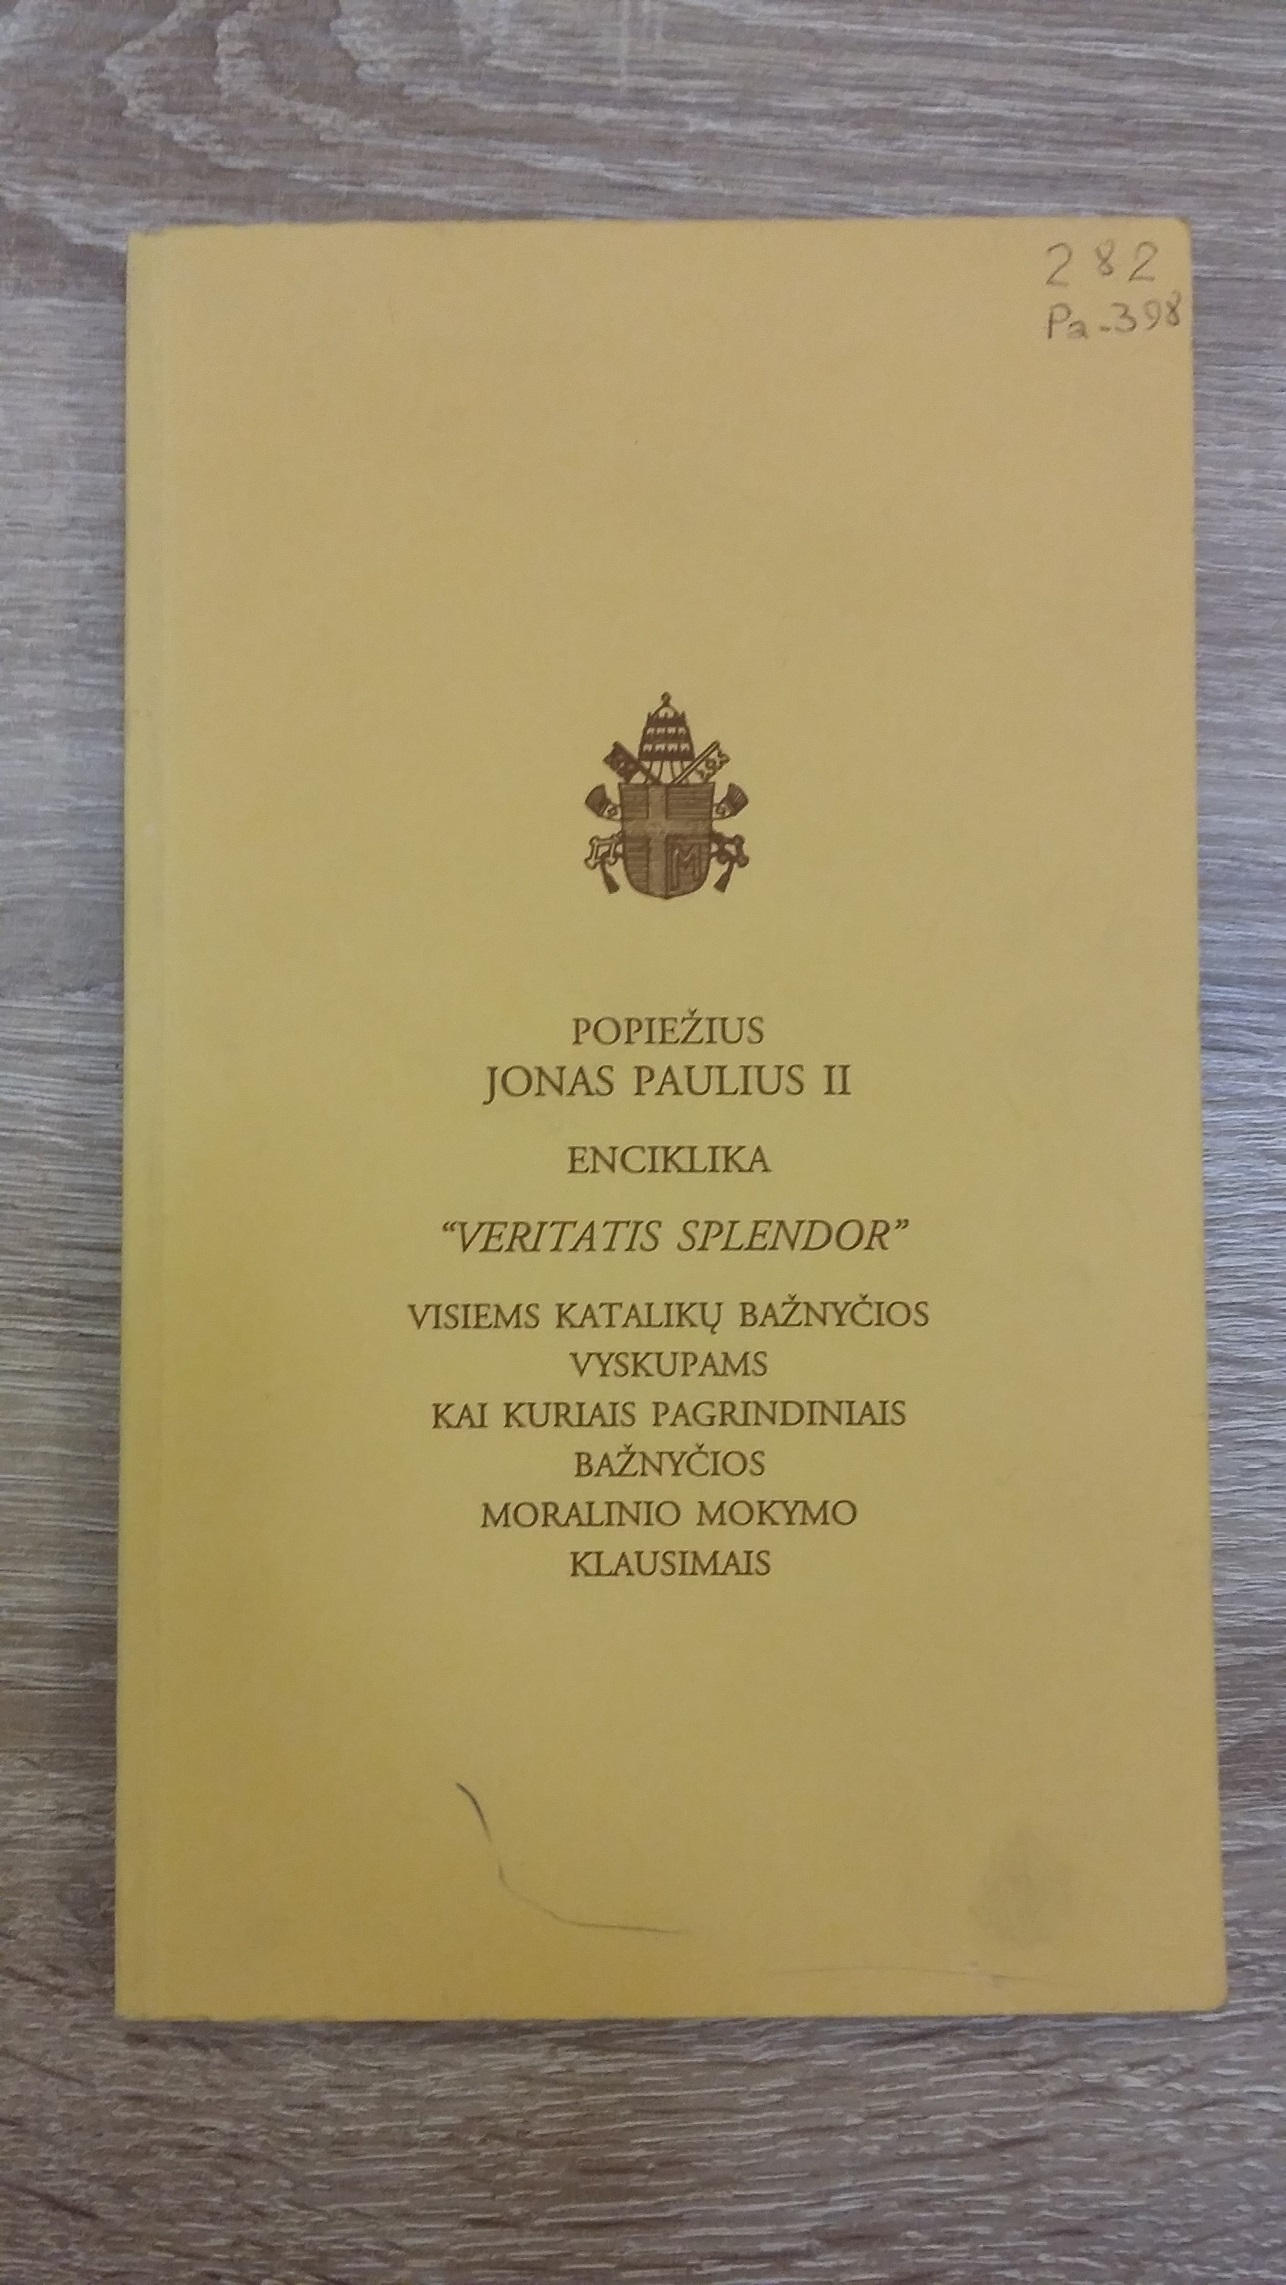 282
Pa-398
M
POPIEŽIUS
JONAS PAULIUS II
ENCIKLIKA
“VERITATIS SPLENDOR”
VISIEMS KATALIKŲ BAŽNYČIOS
VYSKUPAMS
KAI KURIAIS PAGRINDINIAIS
BAŽNYČIOS
MORALINIO MOKYMO
KLAUSIMAIS